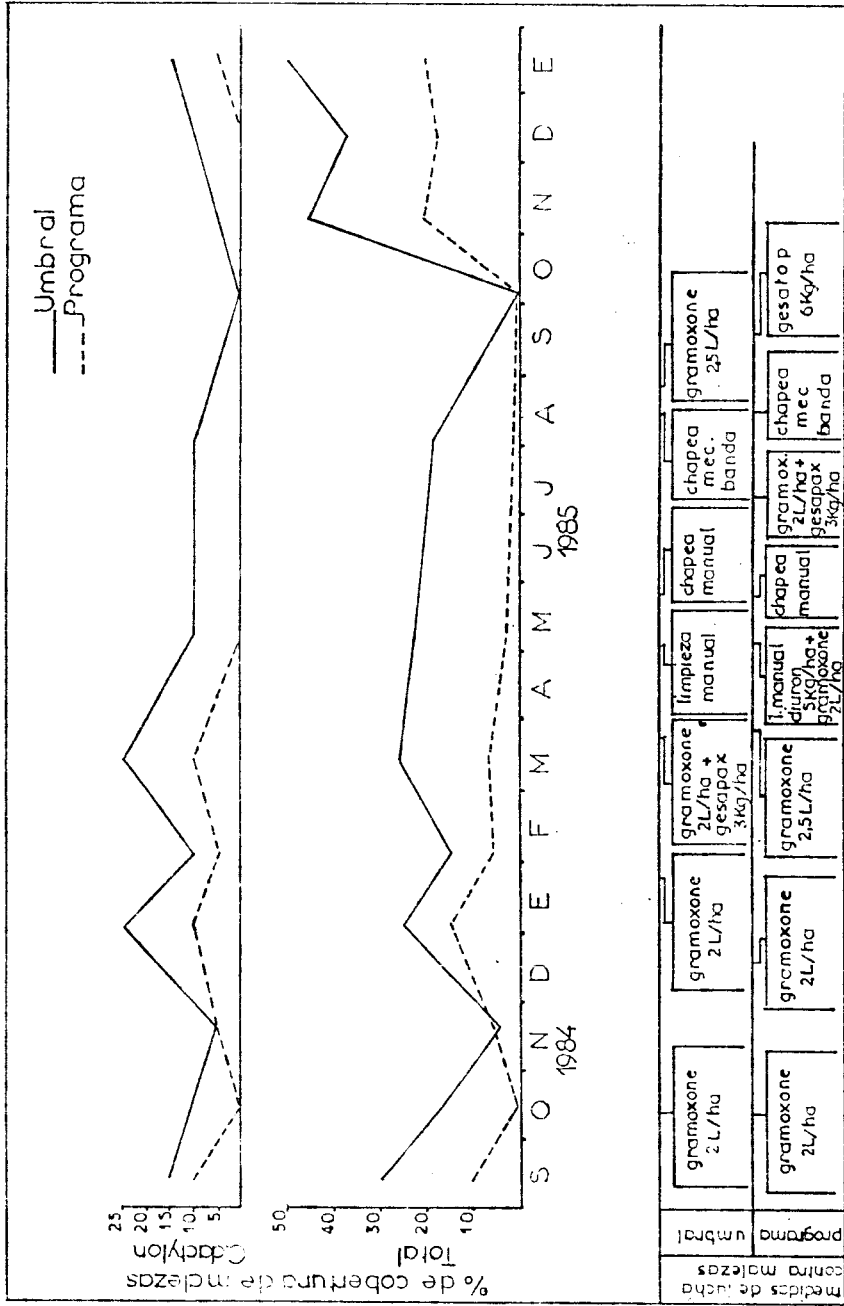 Umbral
Programa
% de cobertura de malezas
C.dactylon
25
20
15
10
5
Total
50
30
20
10
S O N D E F M A M J J A S O N D E
1984
1985
medidas de lucha
contra malezas
umbral
gramoxone
2L/ha
gramoxone
2L/ha
gramoxone
2L/ha +
gesapax
3Kg/ha
limpieza
manual
chapea
manual
chapea
mec.
banda
gramoxone
2,5L/ha
programa
gramoxone
2L/ha
gramoxone
2L/ha
gramoxone
2,5L/ha
l.manual
diuron
5Kg/ha+
gramoxone
2L/ha
chapea
manual
gramox.
2L/ha+
gesapax
3Kg/ha
chapea
mec
banda
gesatop
6Kg/ha